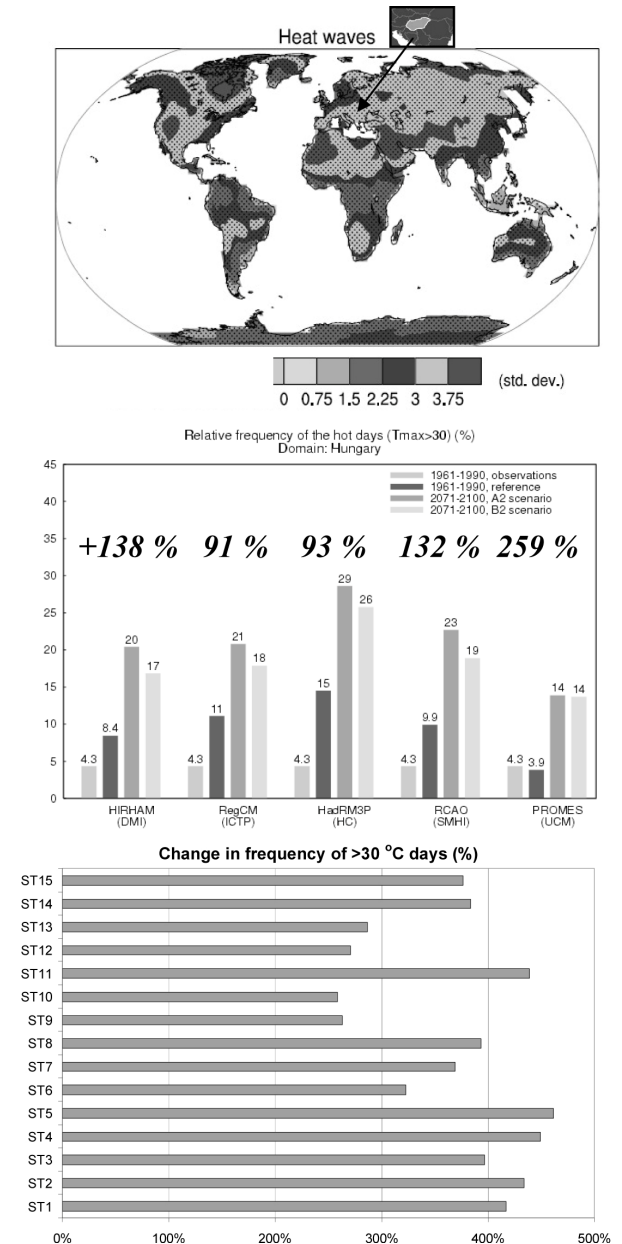 Heat waves
0 0.75 1.5 2.25 3 3.75
(std. dev.)
Relative frequency of the hot days (Tmax>30) (%)
Domain: Hungary
45
40
35
30
25
20
15
10
5
0
1961-1990, observations
1961-1990, reference
2071-2100, A2 scenario
2071-2100, B2 scenario
+138 % 91 % 93 % 132 % 259 %
4.3 8.4 20 17
4.3 11 21 18
4.3 15 29 26
4.3 9.9 23 19
4.3 3.9 14 14
HIRHAM RegCM HadRM3P RCAO PROMES
(DMI) (ICTP) (HC) (SMHI) (UCM)
Change in frequency of >30 °C days (%)
ST15
ST14
ST13
ST12
ST11
ST10
ST9
ST8
ST7
ST6
ST5
ST4
ST3
ST2
ST1
0% 100% 200% 300% 400% 500%